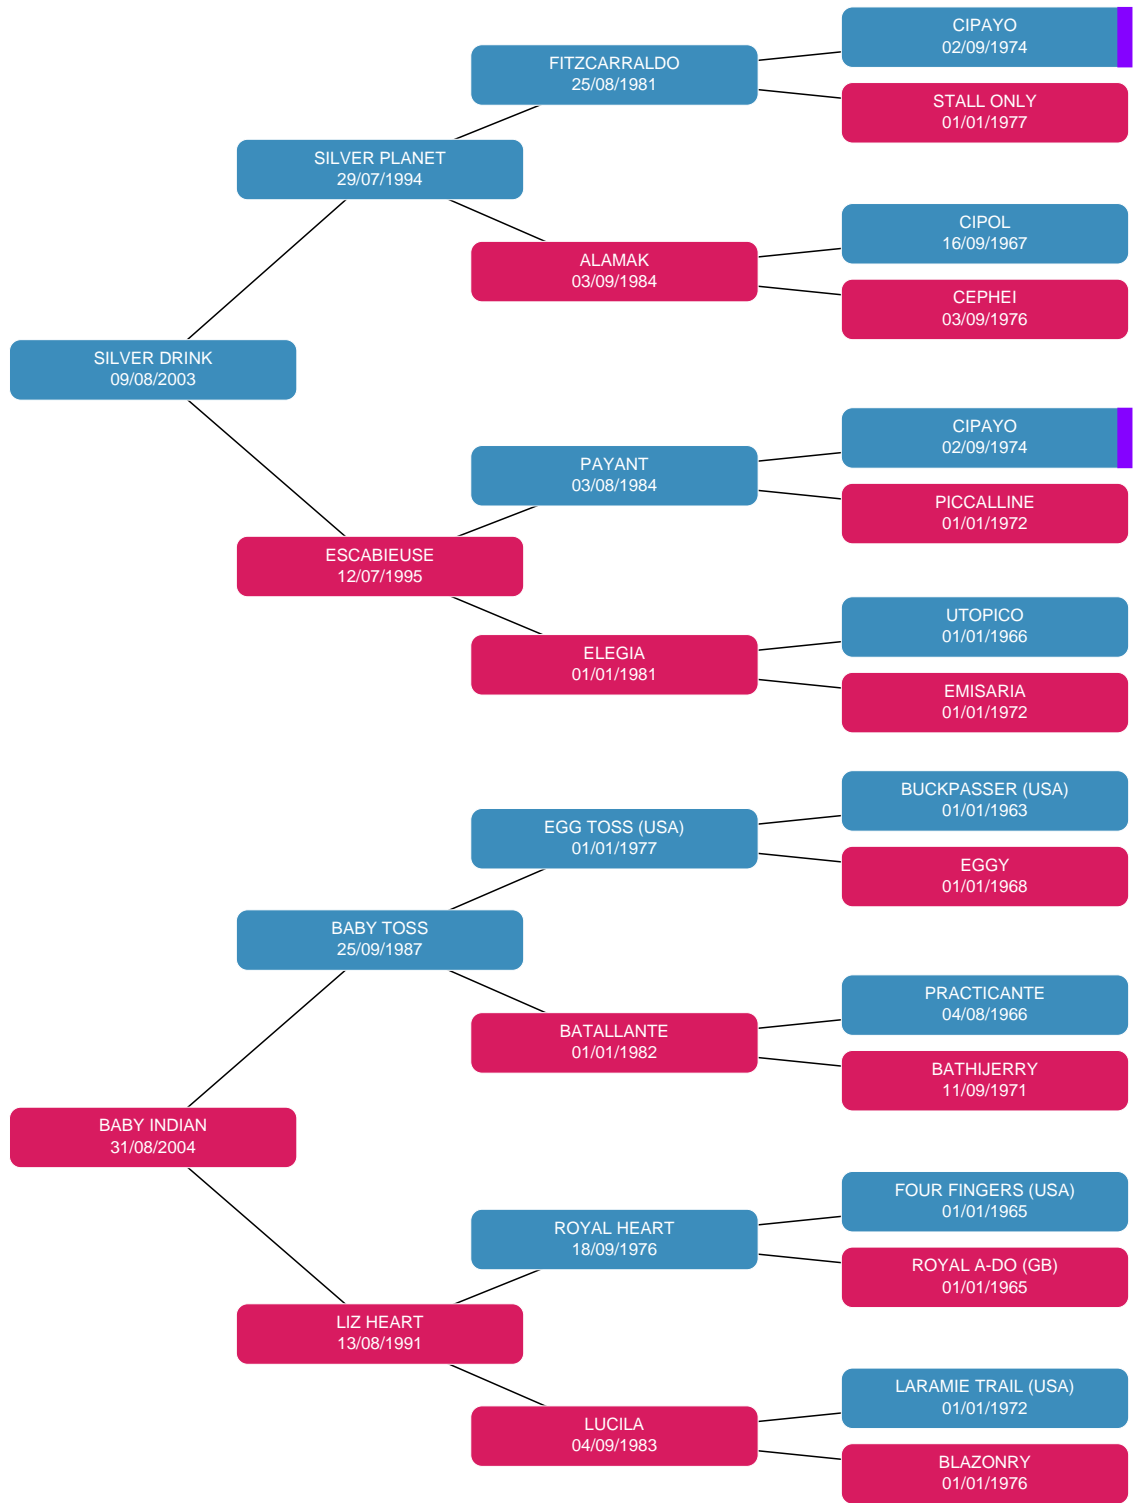 CIPAYO
02/09/1974
FITZCARRALDO
25/08/1981
STALL ONLY
01/01/1977
SILVER PLANET
29/07/1994
CIPOL
16/09/1967
ALAMAK
03/09/1984
CEPHEI
03/09/1976
SILVER DRINK
09/08/2003
CIPAYO
02/09/1974
PAYANT
03/08/1984
PICCALLINE
01/01/1972
ESCABIEUSE
12/07/1995
UTOPICO
01/01/1966
ELEGIA
01/01/1981
EMISARIA
01/01/1972
BUCKPASSER (USA)
01/01/1963
EGG TOSS (USA)
01/01/1977
EGGY
01/01/1968
BABY TOSS
25/09/1987
PRACTICANTE
04/08/1966
BATALLANTE
01/01/1982
BATHIJERRY
11/09/1971
BABY INDIAN
31/08/2004
FOUR FINGERS (USA)
01/01/1965
ROYAL HEART
18/09/1976
ROYAL A-DO (GB)
01/01/1965
LIZ HEART
13/08/1991
LARAMIE TRAIL (USA)
01/01/1972
LUCILA
04/09/1983
BLAZONRY
01/01/1976